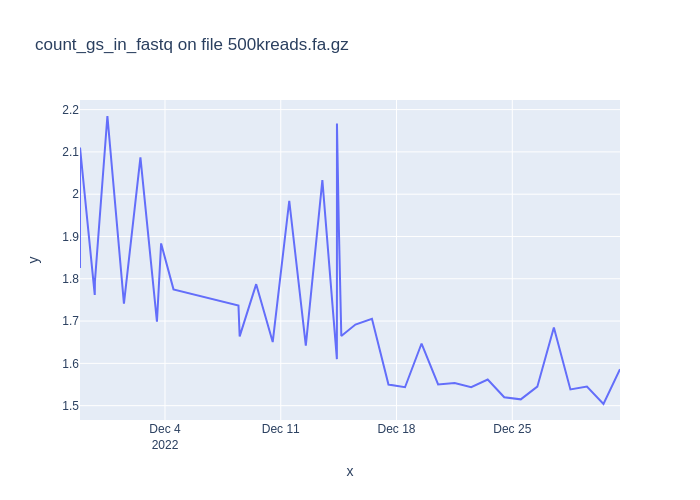 count_gs_in_fastq on file 500kreads.fa.gz
2.2
2.1
2
1.9
1.8
1.7
1.6
1.5
y
Dec 4
2022
Dec 11
Dec 18
Dec 25
x